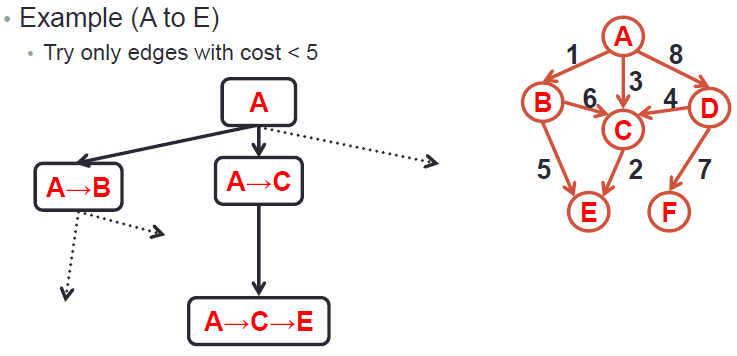 • Example (A to E)
• Try only edges with cost < 5
A
A→B
A→C
A→C→E
A
1
8
3
B
6
4
D
C
5
2
7
E
F